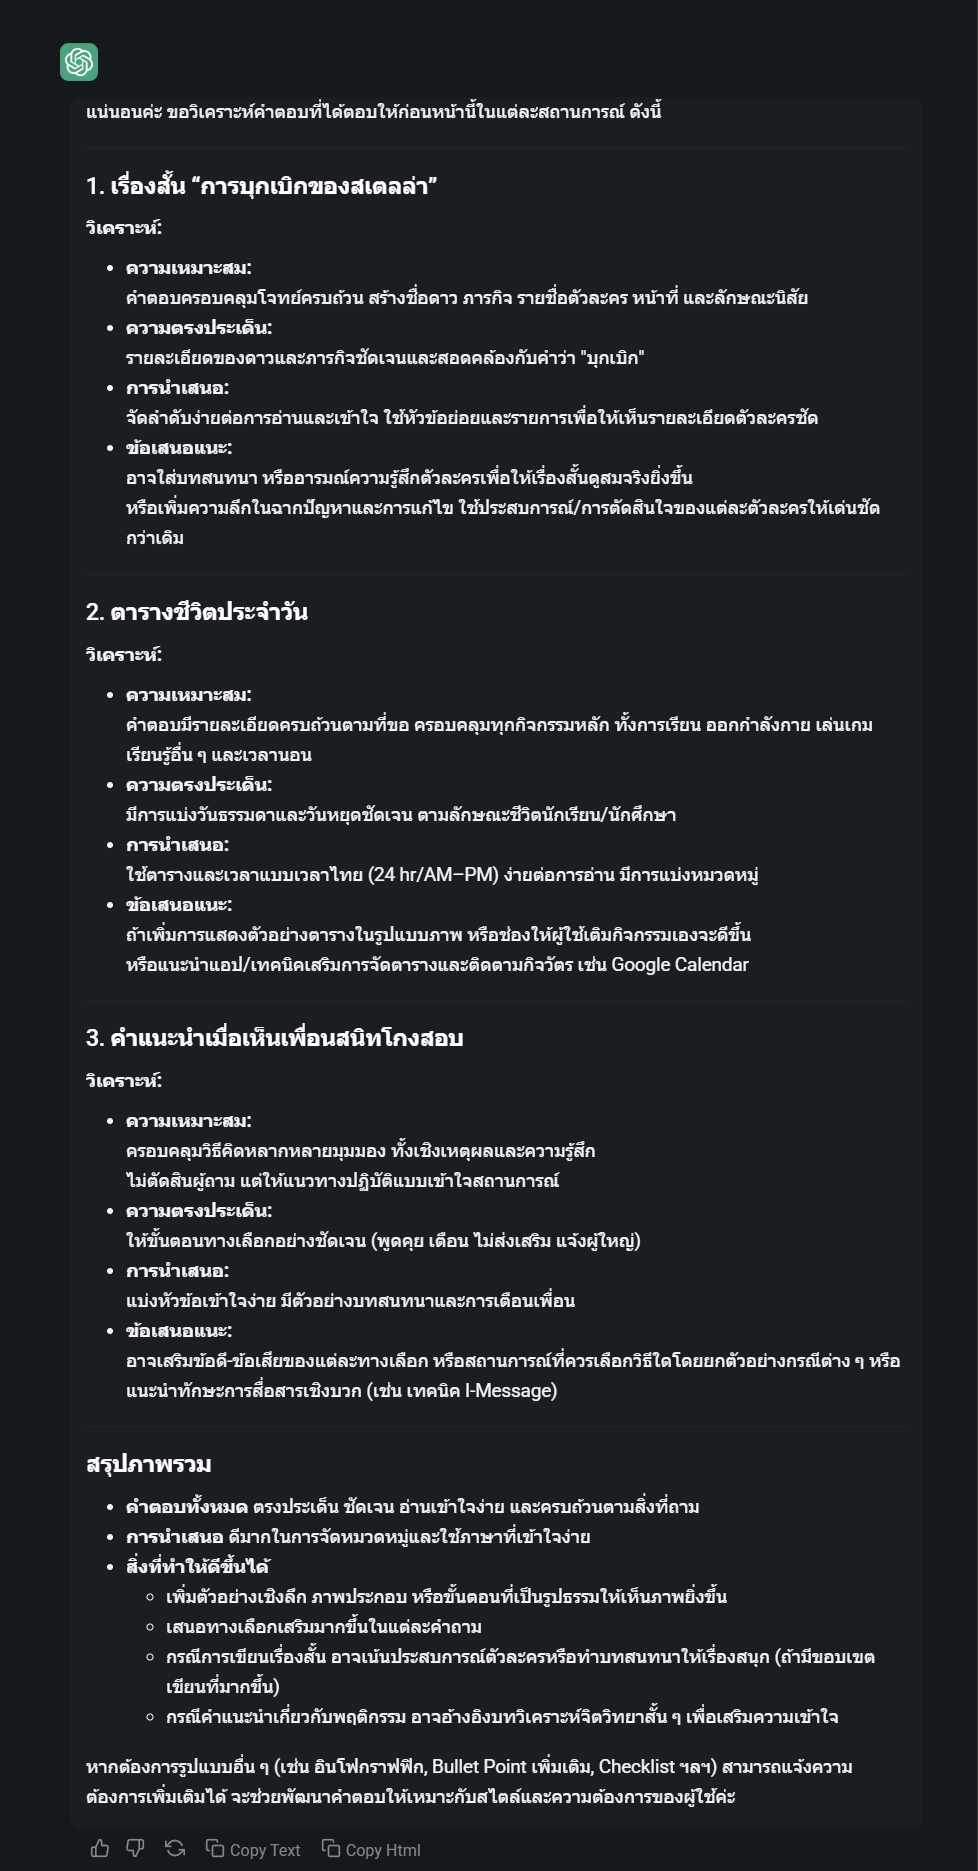 แน่นอนค่ะ ขอวิเคราะห์คำตอบที่ได้ตอบให้ก่อนหน้านี้ในแต่ละสถานการณ์ ดังนี้
1. เรื่องสั้น “การบุกเบิกของสเตลล่า”
วิเคราะห์:
• ความเหมาะสม:
คำตอบครอบคลุมโจทย์ครบถ้วน สร้างชื่อดาว ภารกิจ รายชื่อตัวละคร หน้าที่ และลักษณะนิสัย
• ความตรงประเด็น:
รายละเอียดของดาวและภารกิจชัดเจนและสอดคล้องกับคำว่า "บุกเบิก"
• การนำเสนอ:
จัดลำดับง่ายต่อการอ่านและเข้าใจ ใช้หัวข้อย่อยและรายการเพื่อให้เห็นรายละเอียดตัวละครชัด
• ข้อเสนอแนะ:
อาจใส่บทสนทนา หรืออารมณ์ความรู้สึกตัวละครเพื่อให้เรื่องสั้นดูสมจริงยิ่งขึ้น
หรือเพิ่มความลึกในฉากปัญหาและการแก้ไข ใช้ประสบการณ์/การตัดสินใจของแต่ละตัวละครให้เด่นชัด
กว่าเดิม
2. ตารางชีวิตประจำวัน
วิเคราะห์:
• ความเหมาะสม:
คำตอบมีรายละเอียดครบถ้วนตามที่ขอ ครอบคลุมทุกกิจกรรมหลัก ทั้งการเรียน ออกกำลังกาย เล่นเกม
เรียนรู้อื่น ๆ และเวลานอน
• ความตรงประเด็น:
มีการแบ่งวันธรรมดาและวันหยุดชัดเจน ตามลักษณะชีวิตนักเรียน/นักศึกษา
• การนำเสนอ:
ใช้ตารางและเวลาแบบเวลาไทย (24 hr/AM–PM) ง่ายต่อการอ่าน มีการแบ่งหมวดหมู่
• ข้อเสนอแนะ:
ถ้าเพิ่มการแสดงตัวอย่างตารางในรูปแบบภาพ หรือช่องให้ผู้ใช้เติมกิจกรรมเองจะดีขึ้น
หรือแนะนำแอป/เทคนิคเสริมการจัดตารางและติดตามกิจวัตร เช่น Google Calendar
3. คำแนะนำเมื่อเห็นเพื่อนสนิทโกงสอบ
วิเคราะห์:
• ความเหมาะสม:
ครอบคลุมวิธีคิดหลากหลายมุมมอง ทั้งเชิงเหตุผลและความรู้สึก
ไม่ตัดสินผู้ถาม แต่ให้แนวทางปฏิบัติแบบเข้าใจสถานการณ์
• ความตรงประเด็น:
ให้ขั้นตอนทางเลือกอย่างชัดเจน (พูดคุย เตือน ไม่ส่งเสริม แจ้งผู้ใหญ่)
• การนำเสนอ:
แบ่งหัวข้อเข้าใจง่าย มีตัวอย่างบทสนทนาและการเตือนเพื่อน
• ข้อเสนอแนะ:
อาจเสริมข้อดี-ข้อเสียของแต่ละทางเลือก หรือสถานการณ์ที่ควรเลือกวิธีใดโดยยกตัวอย่างกรณีต่าง ๆ หรือ
แนะนำทักษะการสื่อสารเชิงบวก (เช่น เทคนิค I-Message)
สรุปภาพรวม
• คำตอบทั้งหมด ตรงประเด็น ชัดเจน อ่านเข้าใจง่าย และครบถ้วนตามสิ่งที่ถาม
• การนำเสนอ ดีมากในการจัดหมวดหมู่และใช้ภาษาที่เข้าใจง่าย
• สิ่งที่ทำให้ดีขึ้นได้
◦ เพิ่มตัวอย่างเชิงลึก ภาพประกอบ หรือขั้นตอนที่เป็นรูปธรรมให้เห็นภาพยิ่งขึ้น
◦ เสนอทางเลือกเสริมมากขึ้นในแต่ละคำถาม
◦ กรณีการเขียนเรื่องสั้น อาจเน้นประสบการณ์ตัวละครหรือทำบทสนทนาให้เรื่องสนุก (ถ้ามีขอบเขต
เขียนที่มากขึ้น)
◦ กรณีคำแนะนำเกี่ยวกับพฤติกรรม อาจอ้างอิงบทวิเคราะห์จิตวิทยาสั้น ๆ เพื่อเสริมความเข้าใจ
หากต้องการรูปแบบอื่น ๆ (เช่น อินโฟกราฟฟิก, Bullet Point เพิ่มเติม, Checklist ฯลฯ) สามารถแจ้งความ
ต้องการเพิ่มเติมได้ จะช่วยพัฒนาคำตอบให้เหมาะกับสไตล์และความต้องการของผู้ใช้ค่ะ
Copy Text Copy Html